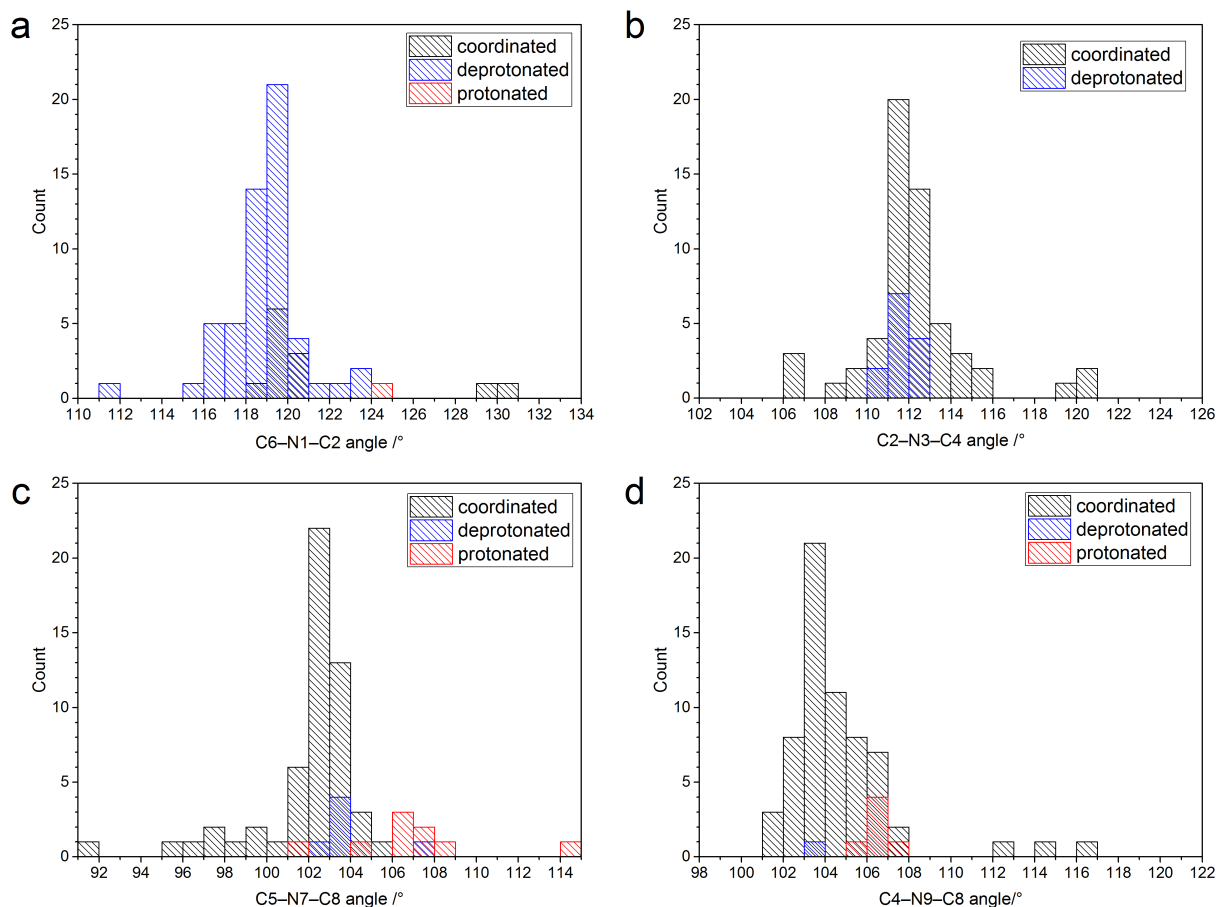 a
25
20
15
10
5
0
Count
coordinated
deprotonated
protonated
110 112 114 116 118 120 122 124 126 128 130 132 134
C6–N1–C2 angle /°
b
25
20
15
10
5
0
Count
coordinated
deprotonated
102 104 106 108 110 112 114 116 118 120 122 124 126
C2–N3–C4 angle /°
c
25
20
15
10
5
0
Count
coordinated
deprotonated
protonated
92 94 96 98 100 102 104 106 108 110 112 114
C5–N7–C8 angle /°
d
25
20
15
10
5
0
Count
coordinated
deprotonated
protonated
98 100 102 104 106 108 110 112 114 116 118 120 122
C4–N9–C8 angle/°